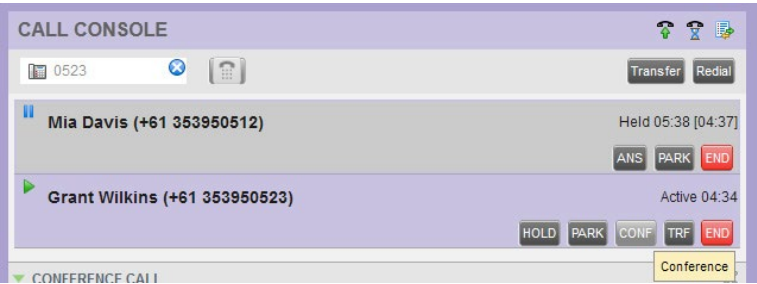 CALL CONSOLE
0523
Transfer Redial
Mia Davis (+61 353950512) Held 05:38 [04:37]
ANS PARK END
Grant Wilkins (+61 353950523) Active 04:34
HOLD PARK CONF TRF END
Conference
CONFERENCE CALL